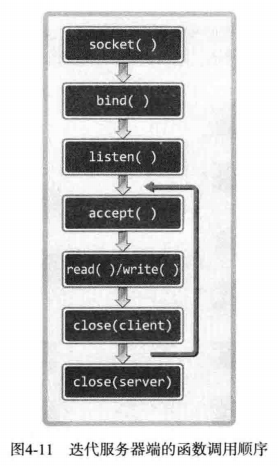 socket( )
bind( )
listen( )
accept( )
read( )/write( )
close(client)
close(server)
图4-11 迭代服务器端的函数调用顺序